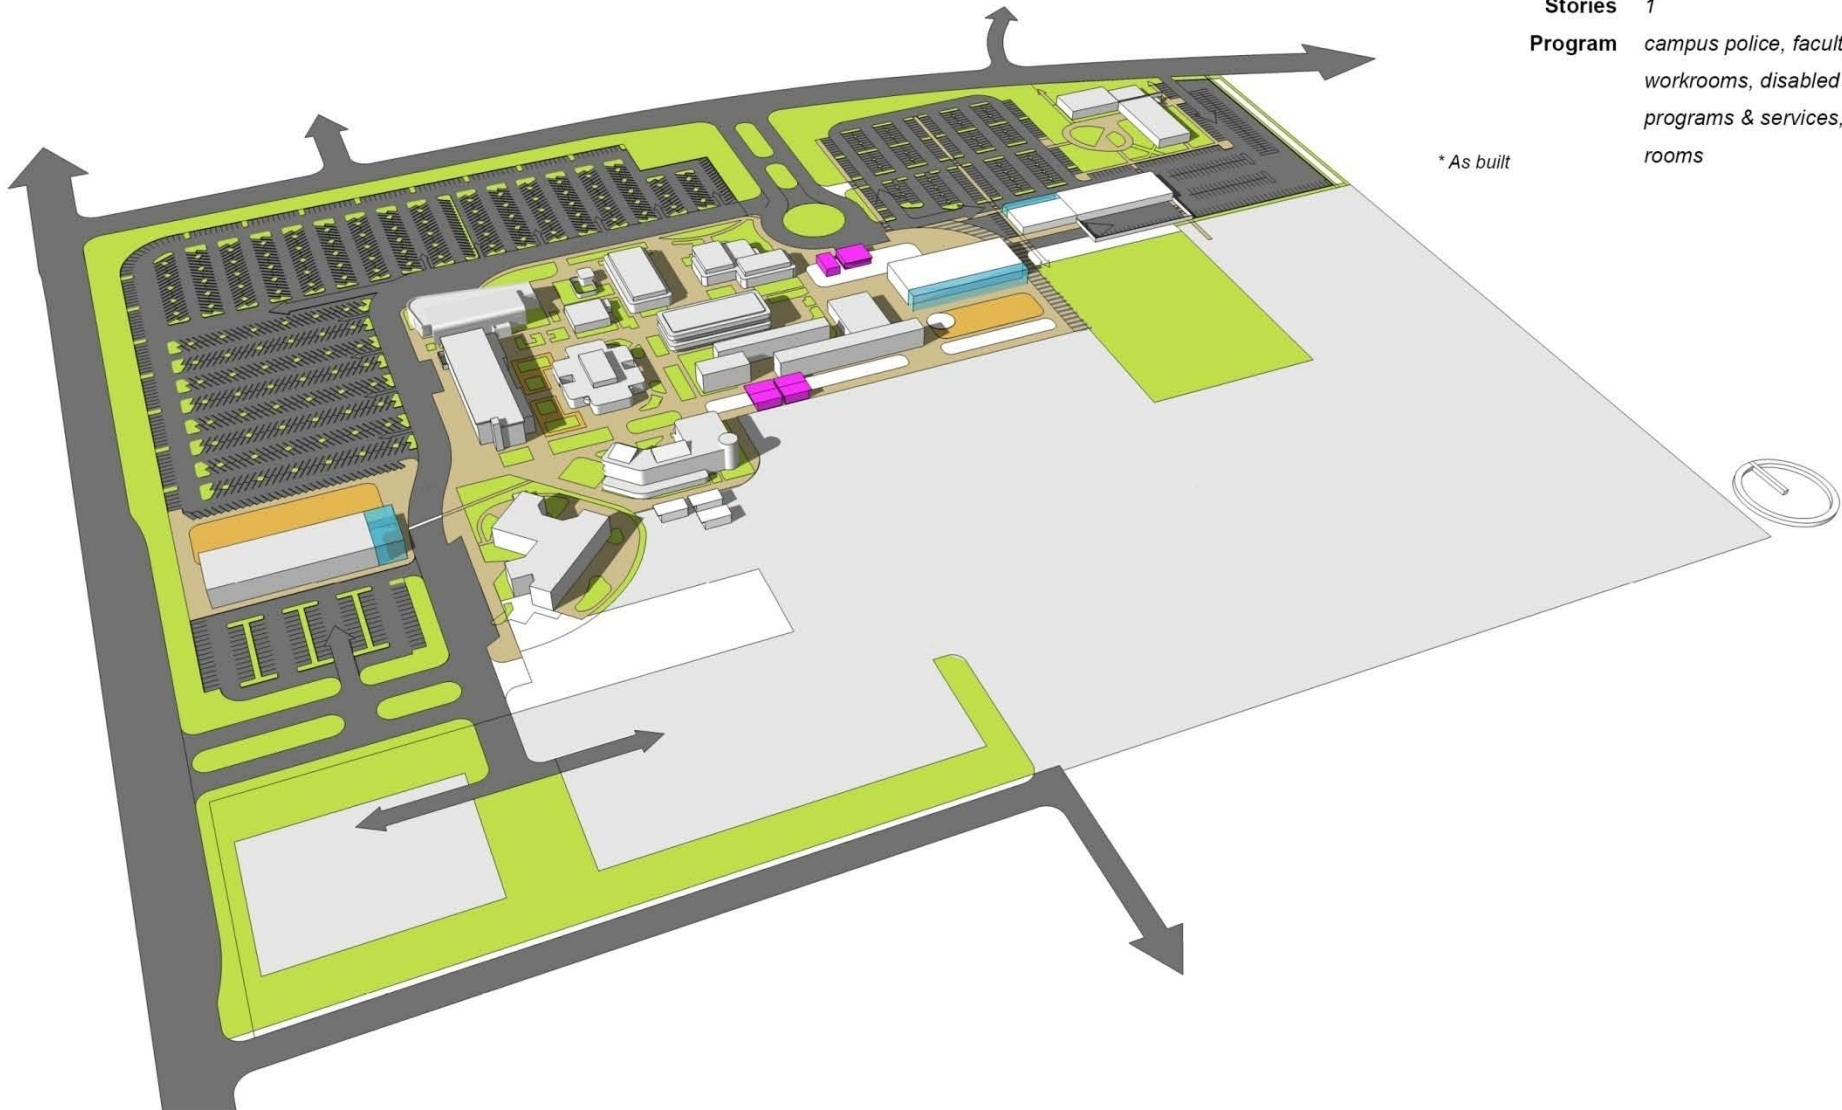 Stories 1
Program campus police, facult
workrooms, disabled
programs & services,
* As built rooms